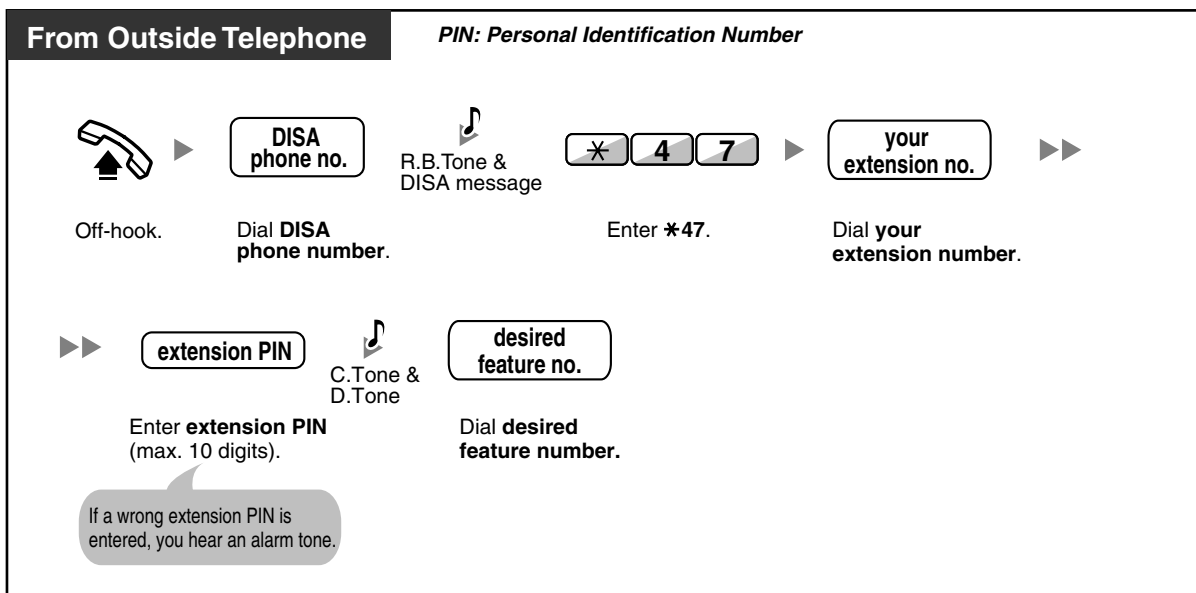 From Outside Telephone
PIN: Personal Identification Number
DISA
phone no.
R.B.Tone &
DISA message
* 4 7
your
extension no.
Off-hook.
Dial DISA
phone number.
Enter *47.
Dial your
extension number.
extension PIN
C.Tone &
D.Tone
desired
feature no.
Enter extension PIN
(max. 10 digits).
Dial desired
feature number.
If a wrong extension PIN is
entered, you hear an alarm tone.